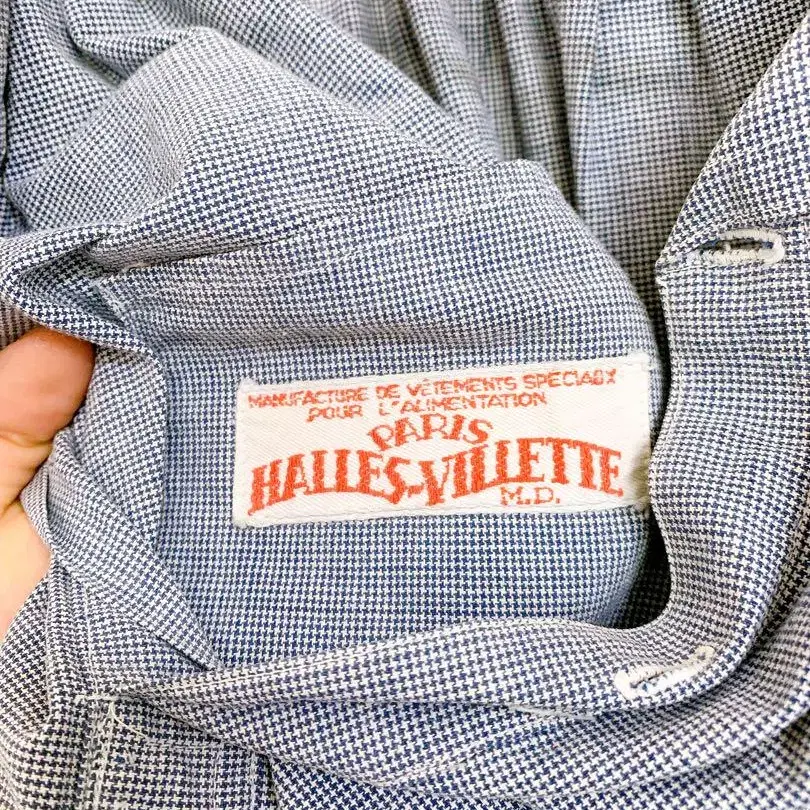 MANUFACTURE DE VÊTEMENTS SPÉCIAUX
POUR L'ALIMENTATION
PARIS
HALLES-VILLETTE
M.D.